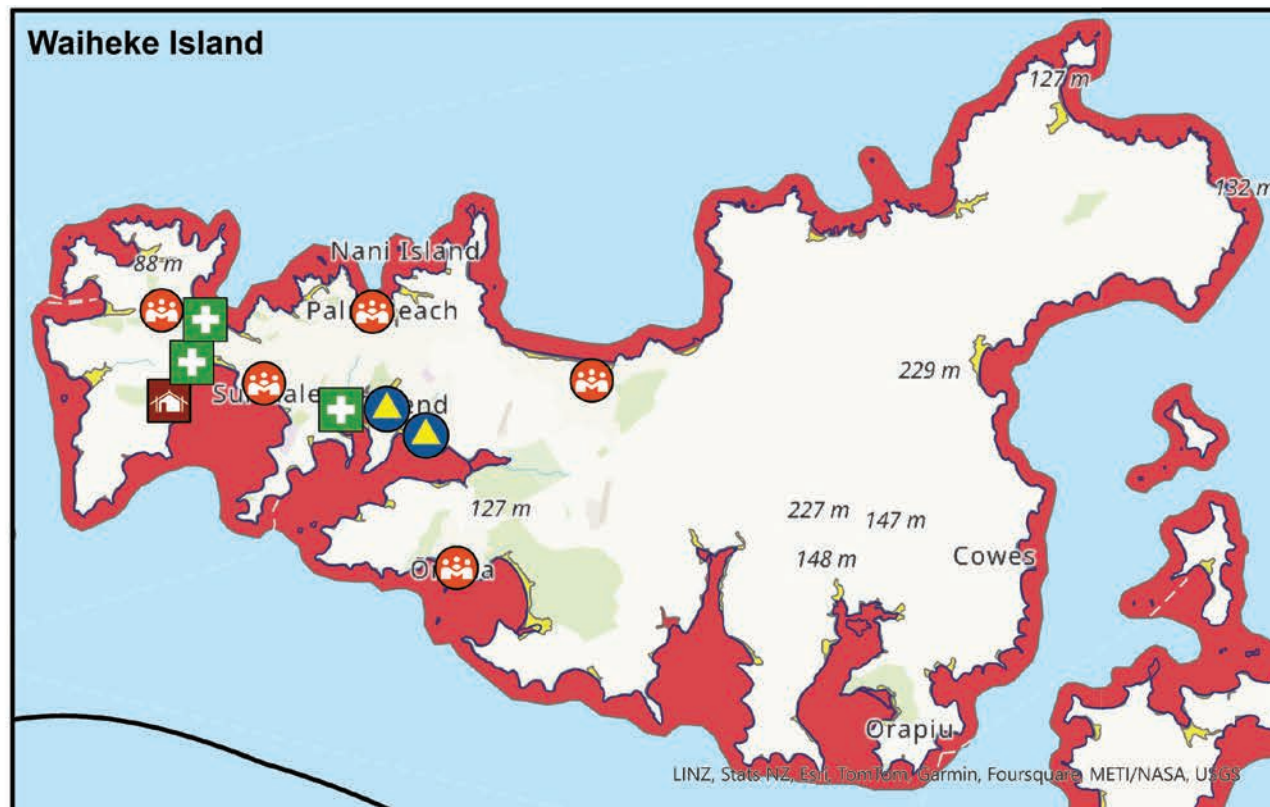 Waiheke Island
127 m
132 m
Nani Island
88 m
229 m
127 m
227 m
147 m
148 m
Cowes
Orapiu
LINZ, Stats NZ, Esri, TomTom, Garmin, Foursquare, METI/NASA, USGS